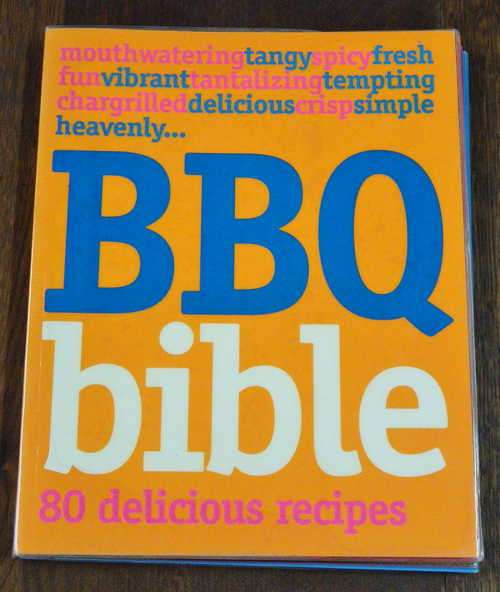 mouthwateringtangyspicyfresh
funvibranttantalizingtempting
chargrilleddeliciouscrispsimple
heavenly...
BBQ
bible
80 delicious recipes